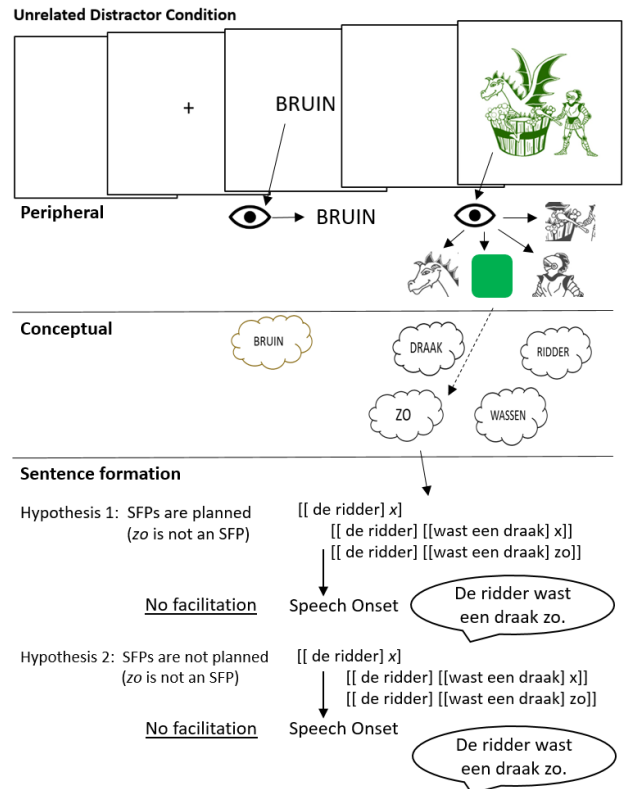 Unrelated Distractor Condition
+
BRUIN
Peripheral
BRUIN
Conceptual
BRUIN
DRAAK
RIDDER
ZO
WASSEN
Sentence formation
Hypothesis 1: SFPs are planned
(zo is not an SFP)
[[ de ridder] x]
[[ de ridder] [[wast een draak] x]]
[[ de ridder] [[wast een draak] zo]]
No facilitation
Speech Onset
De ridder wast
een draak zo.
Hypothesis 2: SFPs are not planned
(zo is not an SFP)
[[ de ridder] x]
[[ de ridder] [[wast een draak] x]]
[[ de ridder] [[wast een draak] zo]]
No facilitation
Speech Onset
De ridder wast
een draak zo.